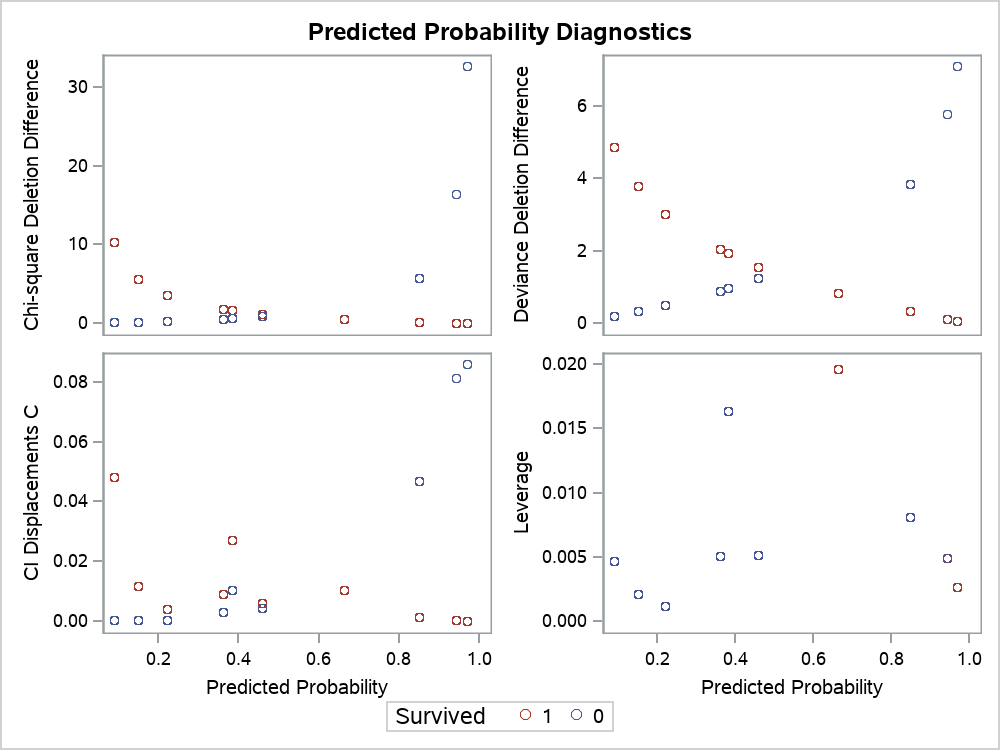 Predicted Probability Diagnostics
Chi-square Deletion Difference
30
20
10
0
Deviance Deletion Difference
6
4
2
0
CI Displacements C
0.08
0.06
0.04
0.02
0.00
0.2 0.4 0.6 0.8 1.0
Predicted Probability
Leverage
0.020
0.015
0.010
0.005
0.000
0.2 0.4 0.6 0.8 1.0
Predicted Probability
Survived 1 0